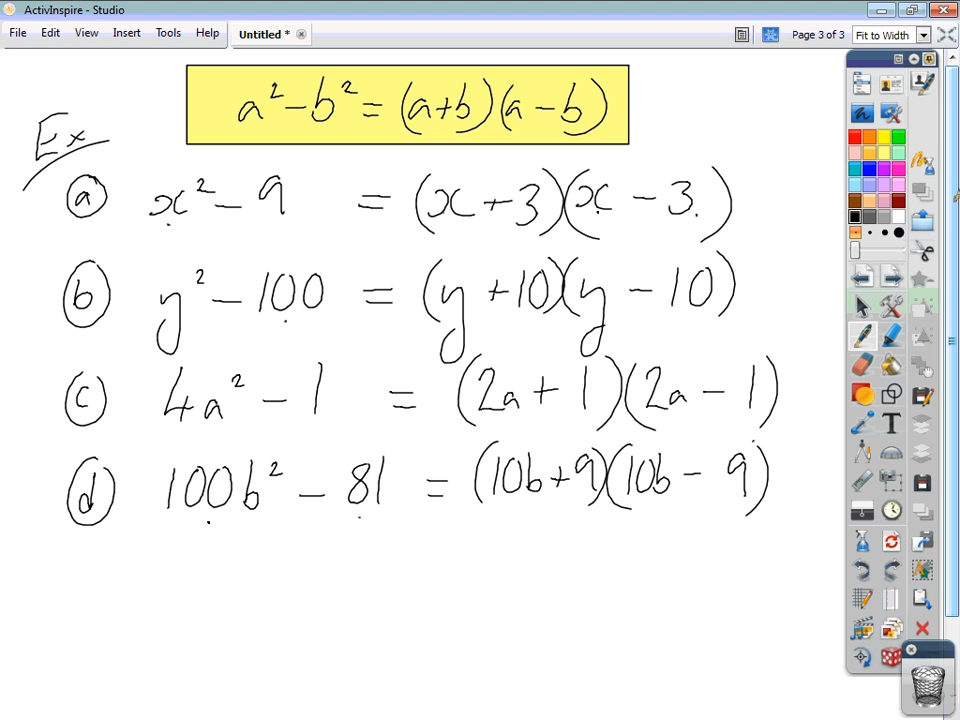 ActivInspire - Studio
File Edit View Insert Tools Help Untitled * Page 3 of 3 Fit to Width
a² - b² = (a+b)(a - b)
Ex
(a) x² - 9 = (x + 3)(x - 3)
(b) y² - 100 = (y + 10)(y - 10)
(c) 4a² - 1 = (2a + 1)(2a - 1)
(d) 100b² - 81 = (10b + 9)(10b - 9)